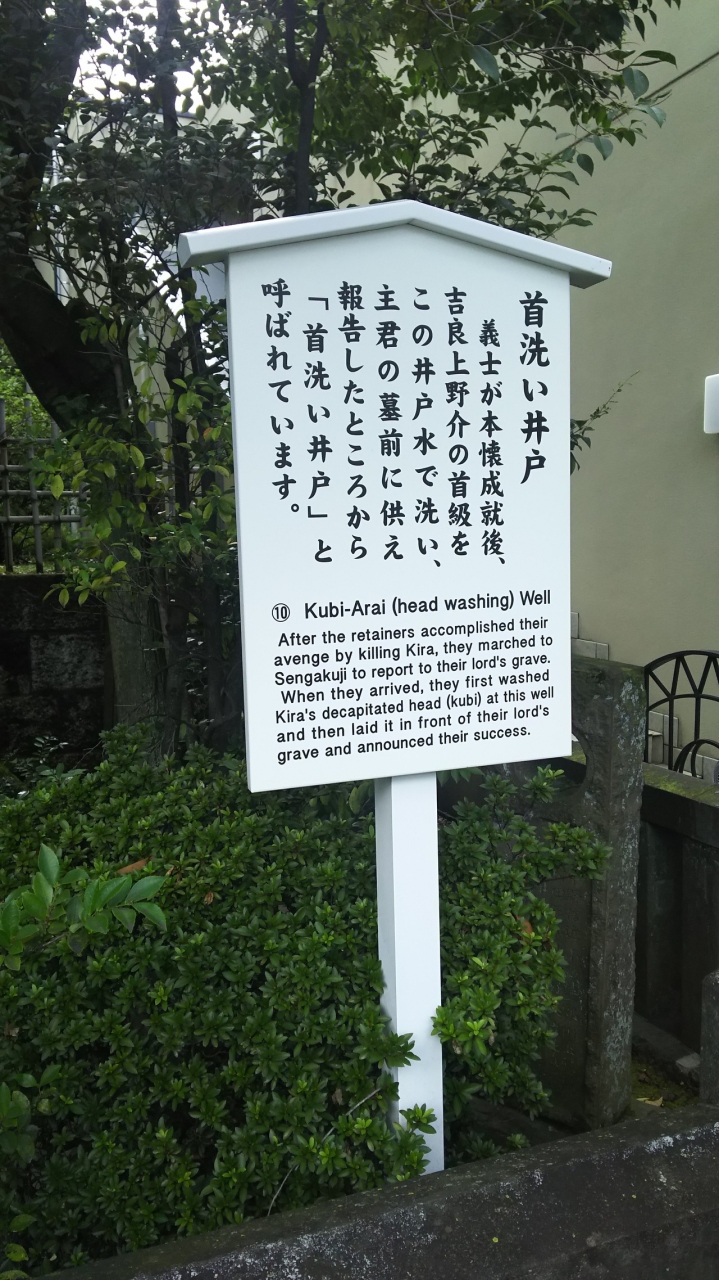 首洗い井戸
義士が本懐成就後、
吉良上野介の首級を
この井戸水で洗い、
主君の墓前に供え
報告したところから
「首洗い井戸」と
呼ばれています。
⑩ Kubi-Arai (head washing) Well
After the retainers accomplished their
avenge by killing Kira, they marched to
Sengakuji to report to their lord's grave.
When they arrived, they first washed
Kira's decapitated head (kubi) at this well
and then laid it in front of their lord's
grave and announced their success.